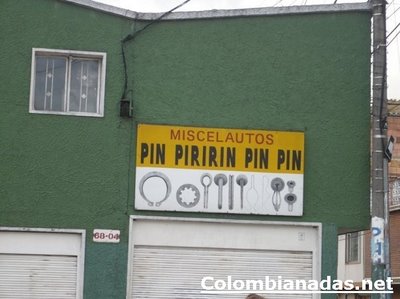 MISCELAUTOS
PIN PIRIRIN PIN PIN
68-04
Colombianadas.net